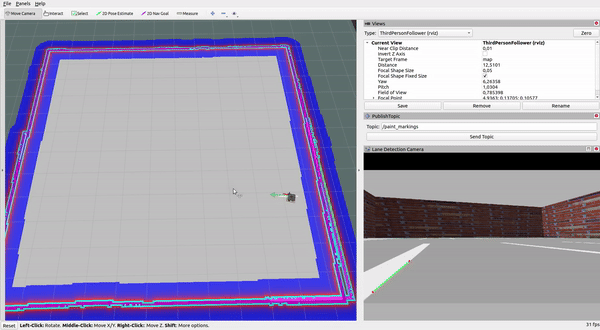 File Panels Help
Move Camera Interact Select 2D Pose Estimate 2D Nav Goal Measure
Views
Type: ThirdPersonFollower (rviz) Zero
Current View ThirdPersonFollower (rviz)
Near Clip Distance 0,01
Invert Z Axis
Target Frame map
Distance 12,5101
Focal Shape Size 0,05
Focal Shape Fixed Size ✓
Yaw 6,26358
Pitch 1,0304
Field of View 0,785398
Focal Point 4,9363; 0,13705; 0,10577
Save Remove Rename
PublishTopic
Topic: /paint_markings
Send Topic
Lane Detection Camera
Reset Left-Click: Rotate. Middle-Click: Move X/Y. Right-Click: Move Z. Shift: More options. 31 fps